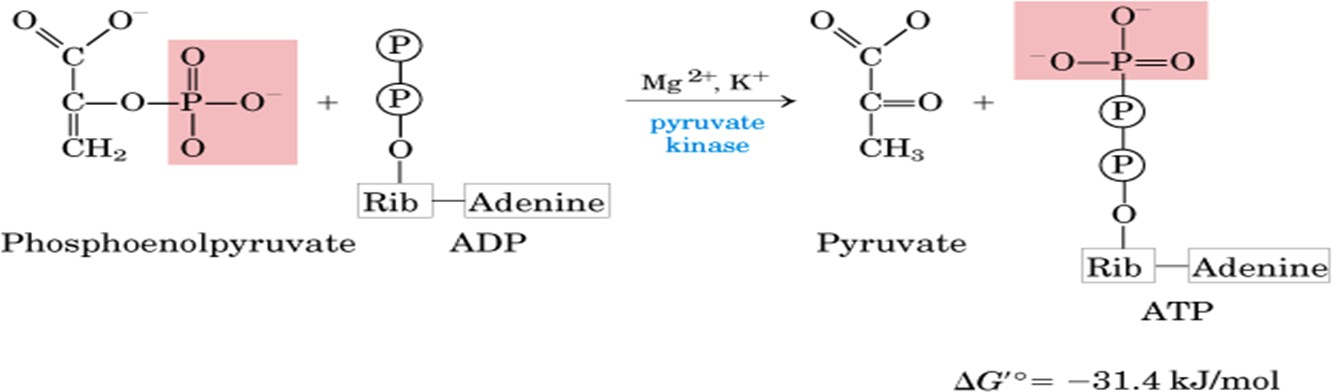 O O⁻
C
O
C—O—P—O⁻
CH₂ O
Phosphoenolpyruvate
+
P
P
O
Rib—Adenine
ADP
Mg²⁺, K⁺
pyruvate
kinase
O O
C
C=O
CH₃
Pyruvate
+
O⁻
⁻O—P=O
P
P
O
Rib—Adenine
ATP
ΔG′° = −31.4 kJ/mol